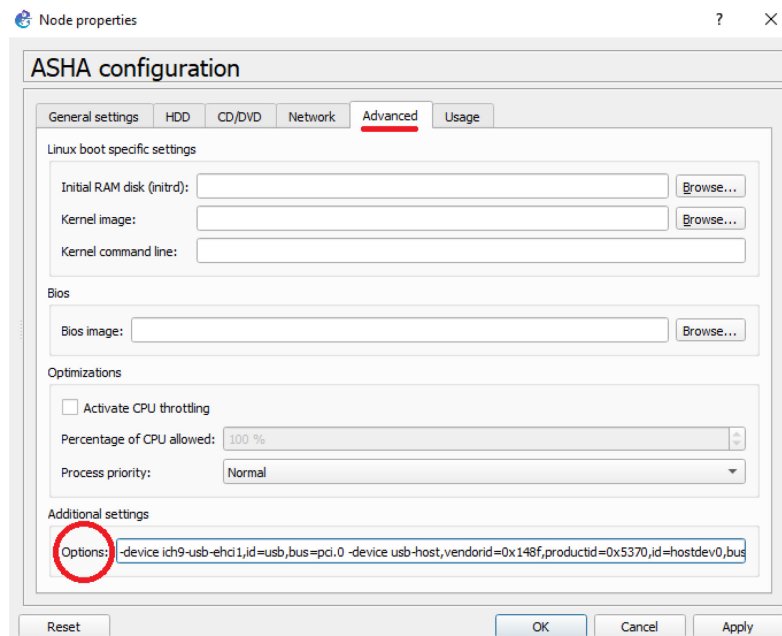 Node properties ? X
ASHA configuration
General settings HDD CD/DVD Network Advanced Usage
Linux boot specific settings
Initial RAM disk (initrd): Browse...
Kernel image: Browse...
Kernel command line:
Bios
Bios image: Browse...
Optimizations
Activate CPU throttling
Percentage of CPU allowed: 100 %
Process priority: Normal
Additional settings
Options: -device ich9-usb-ehci1,id=usb,bus=pci.0 -device usb-host,vendorid=0x148f,productid=0x5370,id=hostdev0,bus
Reset OK Cancel Apply